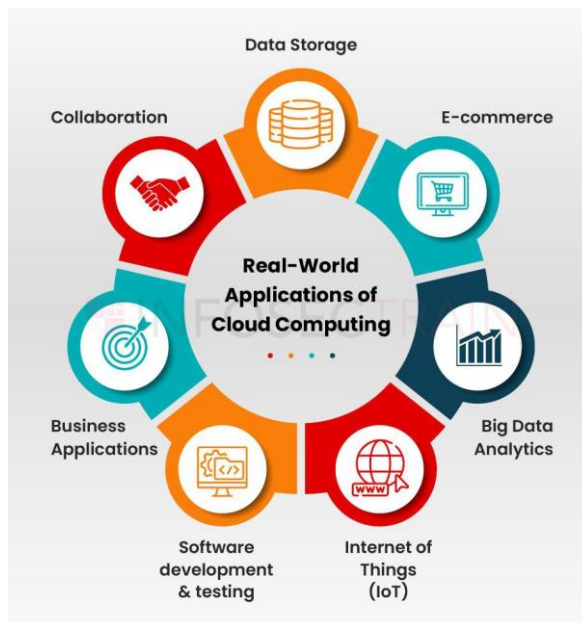 Data Storage
Collaboration
E-commerce
Real-World
Applications of
Cloud Computing
INFOSECTRAIN
Business
Applications
Big Data
Analytics
Software
development
& testing
Internet of
Things
(IoT)
WWW